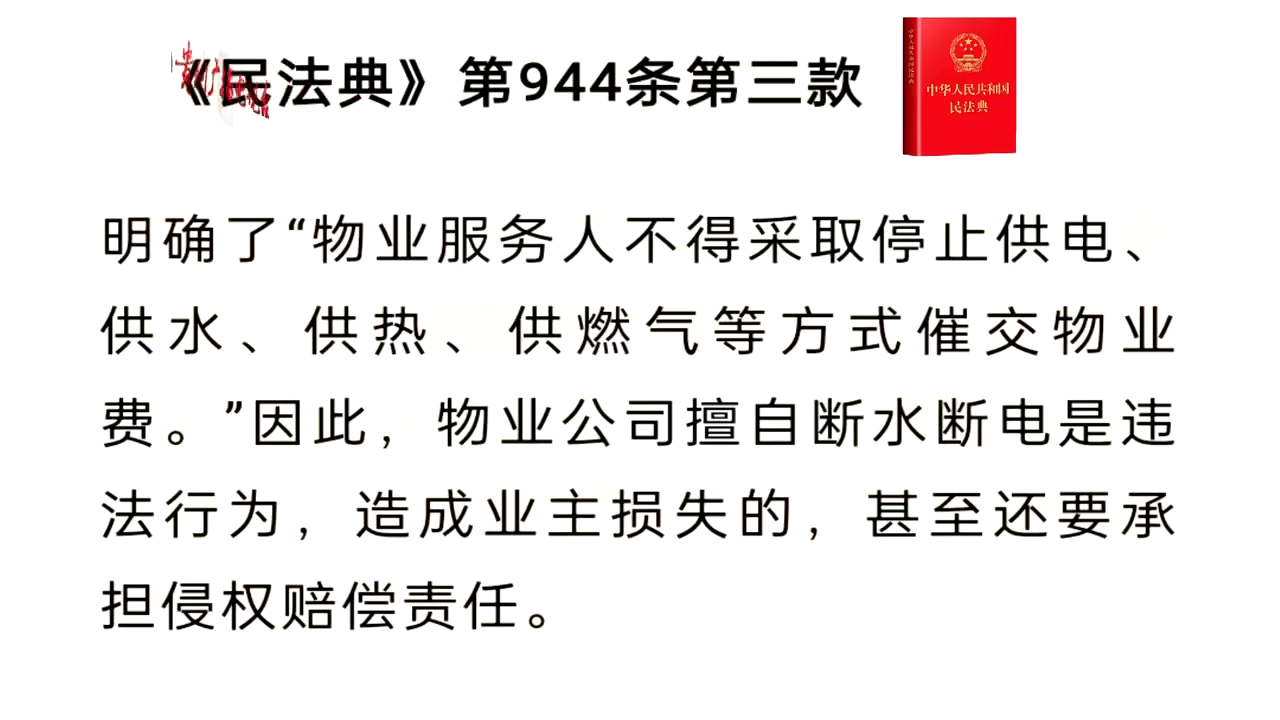 《民法典》第944条第三款
中华人民共和国
民法典
明确了“物业服务人不得采取停止供电、
供水、供热、供燃气等方式催交物业
费。”因此，物业公司擅自断水断电是违
法行为，造成业主损失的，甚至还要承
担侵权赔偿责任。